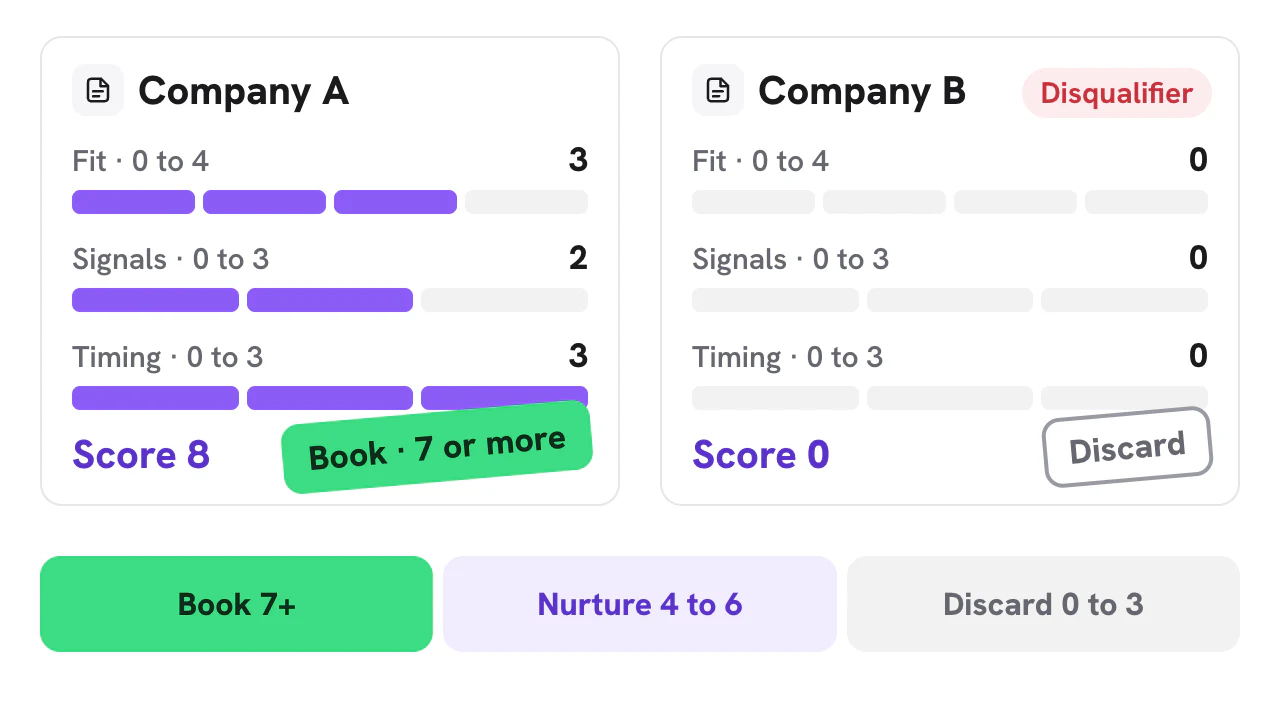 Company A
Fit · 0 to 4 3
Signals · 0 to 3 2
Timing · 0 to 3 3
Score 8 Book · 7 or more
Company B Disqualifier
Fit · 0 to 4 0
Signals · 0 to 3 0
Timing · 0 to 3 0
Score 0 Discard
Book 7+
Nurture 4 to 6
Discard 0 to 3